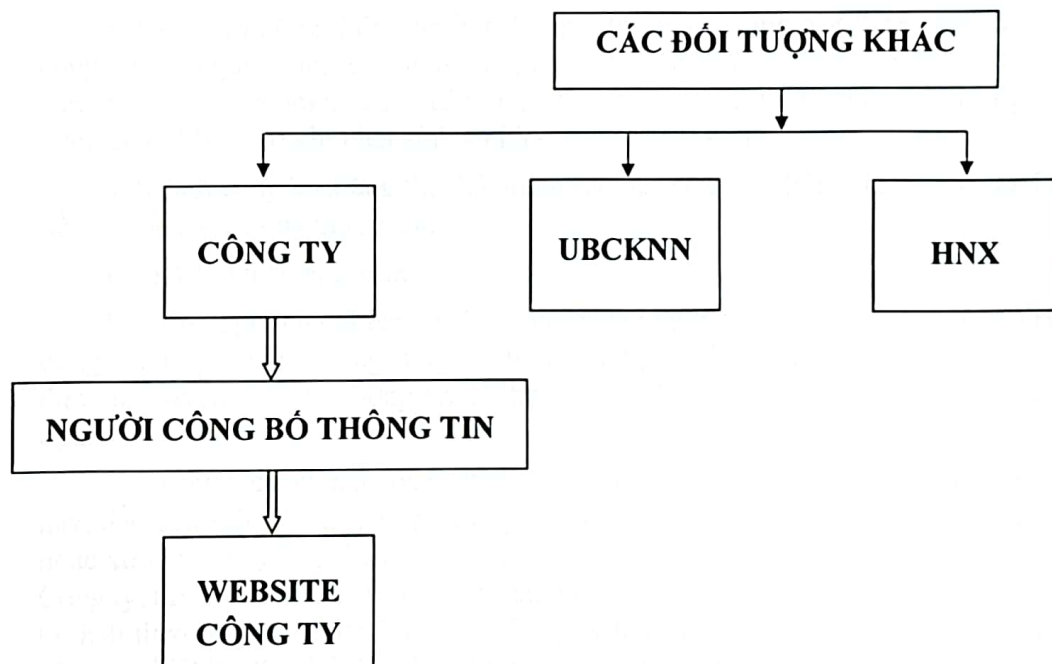 CÁC ĐỐI TƯỢNG KHÁC
CÔNG TY
UBCKNN
HNX
NGƯỜI CÔNG BỐ THÔNG TIN
WEBSITE
CÔNG TY